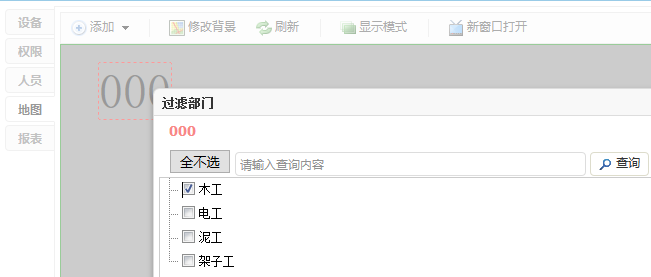 设备
权限
人员
地图
报表
添加 修改背景 刷新 显示模式 新窗口打开
000
过滤部门
000
全不选 请输入查询内容 查询
木工
电工
泥工
架子工